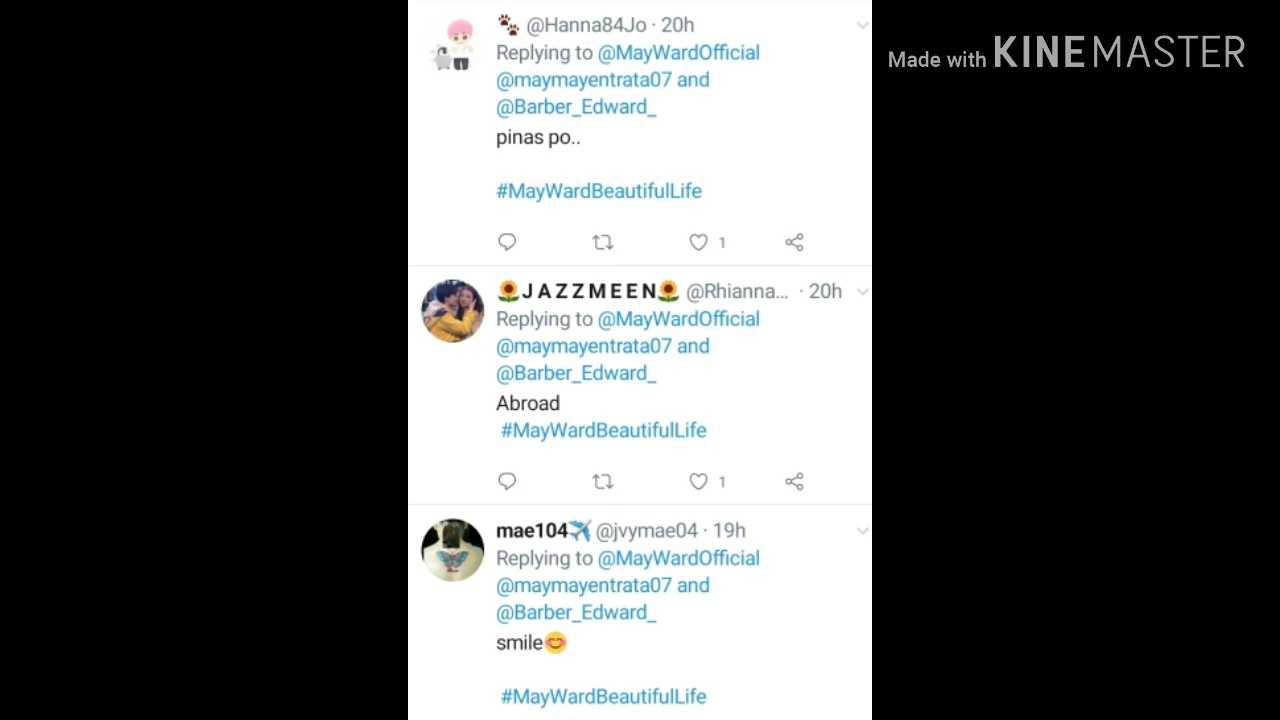 @Hanna84Jo · 20h
Made with KINEMASTER
Replying to @MayWardOfficial
@maymayentrata07 and
@Barber_Edward_
pinas po..
#MayWardBeautifulLife
1
🌻J A Z Z M E E N🌻 @Rhianna... · 20h
Replying to @MayWardOfficial
@maymayentrata07 and
@Barber_Edward_
Abroad
#MayWardBeautifulLife
1
mae104✈️ @jvymae04 · 19h
Replying to @MayWardOfficial
@maymayentrata07 and
@Barber_Edward_
smile😊
#MayWardBeautifulLife